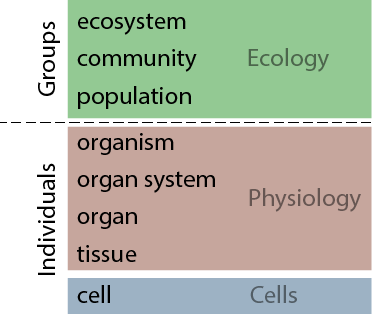 Groups
ecosystem
community
population
Ecology
Individuals
organism
organ system
organ
tissue
Physiology
cell
Cells